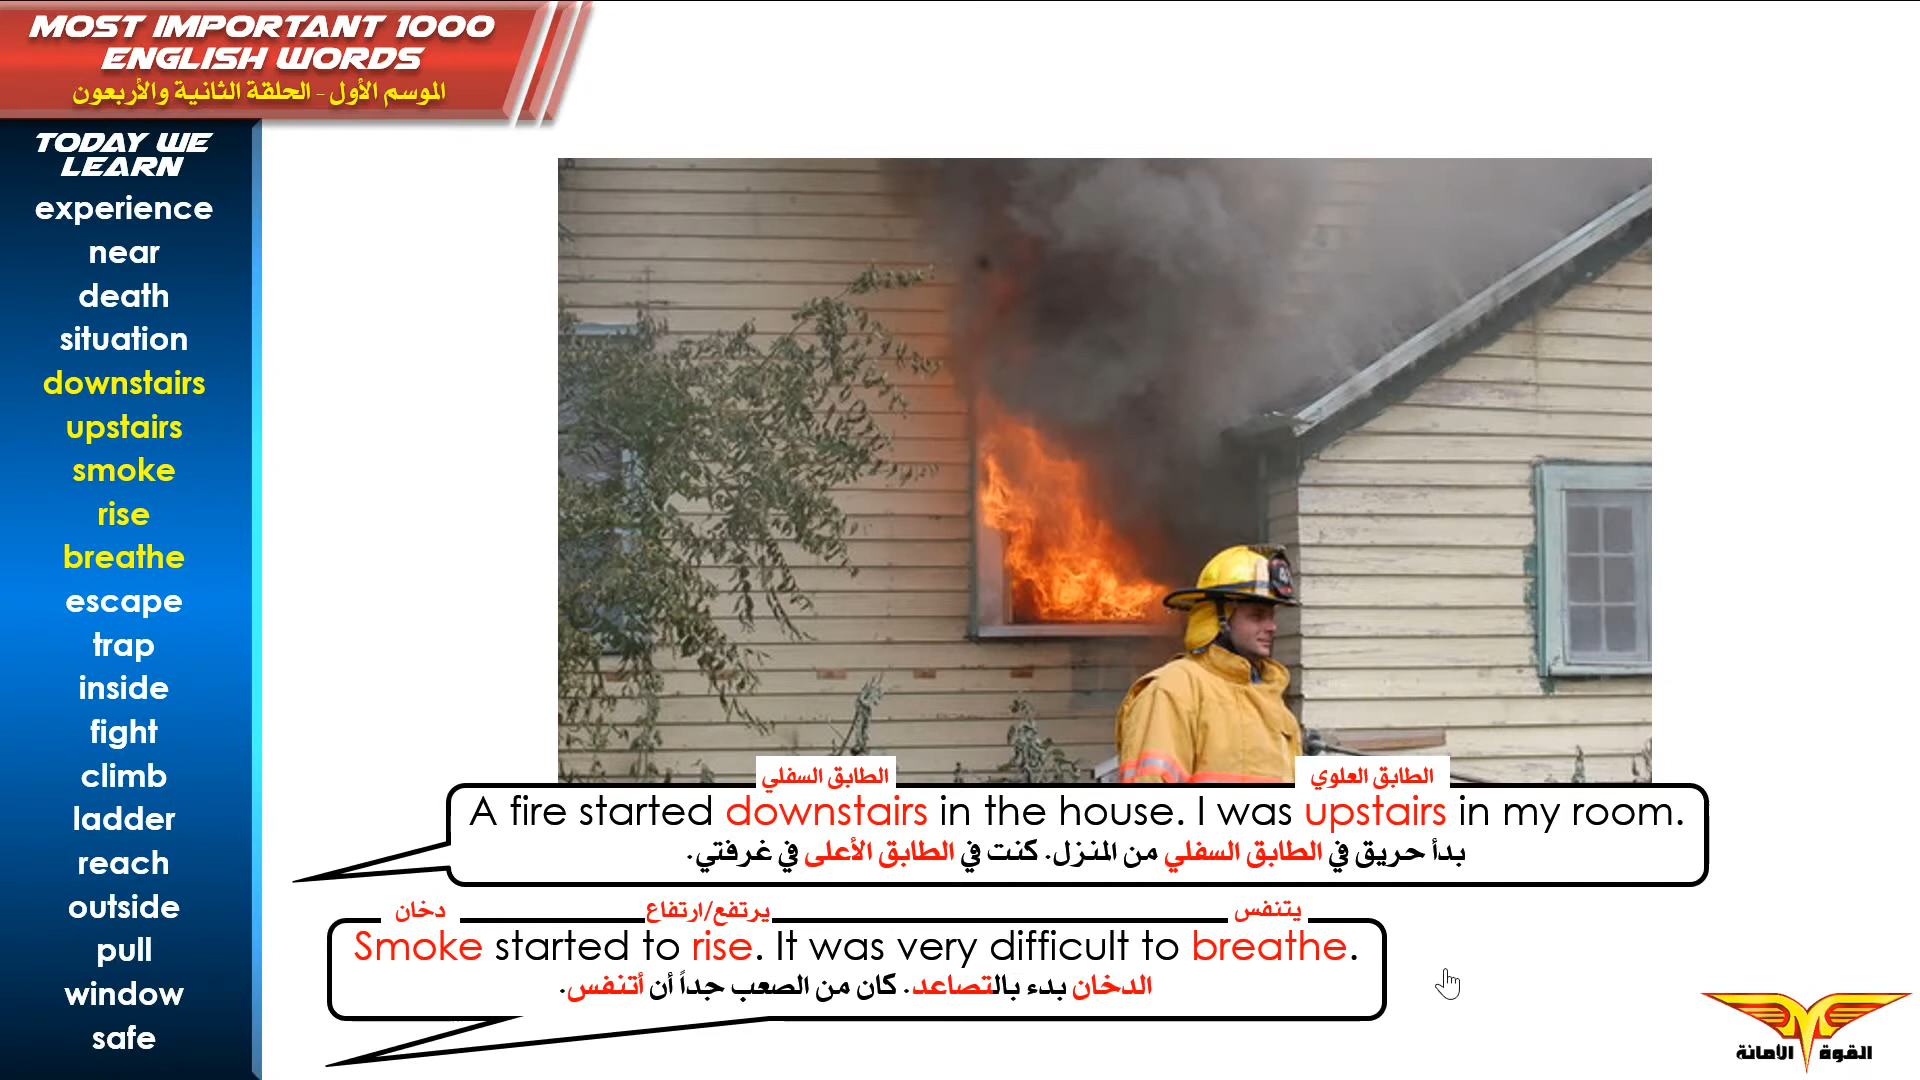 MOST IMPORTANT 1000
ENGLISH WORDS
الموسم الأول - الحلقة الثانية والأربعون
TODAY WE
LEARN
experience
near
death
situation
downstairs
upstairs
smoke
rise
breathe
escape
trap
inside
fight
climb
ladder
reach
outside
pull
window
safe
الطابق السفلي
الطابق العلوي
A fire started downstairs in the house. I was upstairs in my room.
بدأ حريق في الطابق السفلي من المنزل. كنت في الطابق الأعلى في غرفتي.
دخان
يرتفع/ارتفاع
يتنفس
Smoke started to rise. It was very difficult to breathe.
الدخان بدء بالتصاعد. كان من الصعب جداً أن أتنفس.
القوة الأمانة